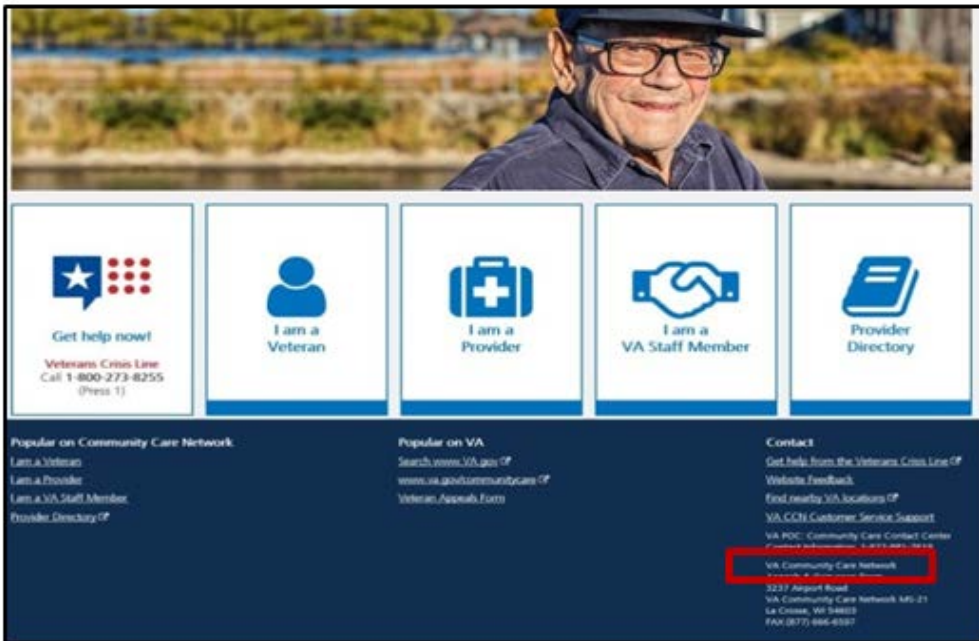 Get help now!
Veterans Crisis Line
Call 1-800-273-8255
(Press 1)
I am a
Veteran
I am a
Provider
I am a
VA Staff Member
Provider
Directory
Popular on Community Care Network
I am a Veteran
I am a Provider
I am a VA Staff Member
Provider Directory
Popular on VA
Search www.VA.gov
www.va.gov/communitycare
Veteran Appeals Form
Contact
Get help from the Veterans Crisis Line
Website Feedback
Find nearby VA locations
VA CCN Customer Service Support
VA POC: Community Care Contact Center
Contact Information:
VA Community Care Network
3237 Airport Road
VA Community Care Network MS-21
La Crosse, WI 54603
FAX (877) 666-6597